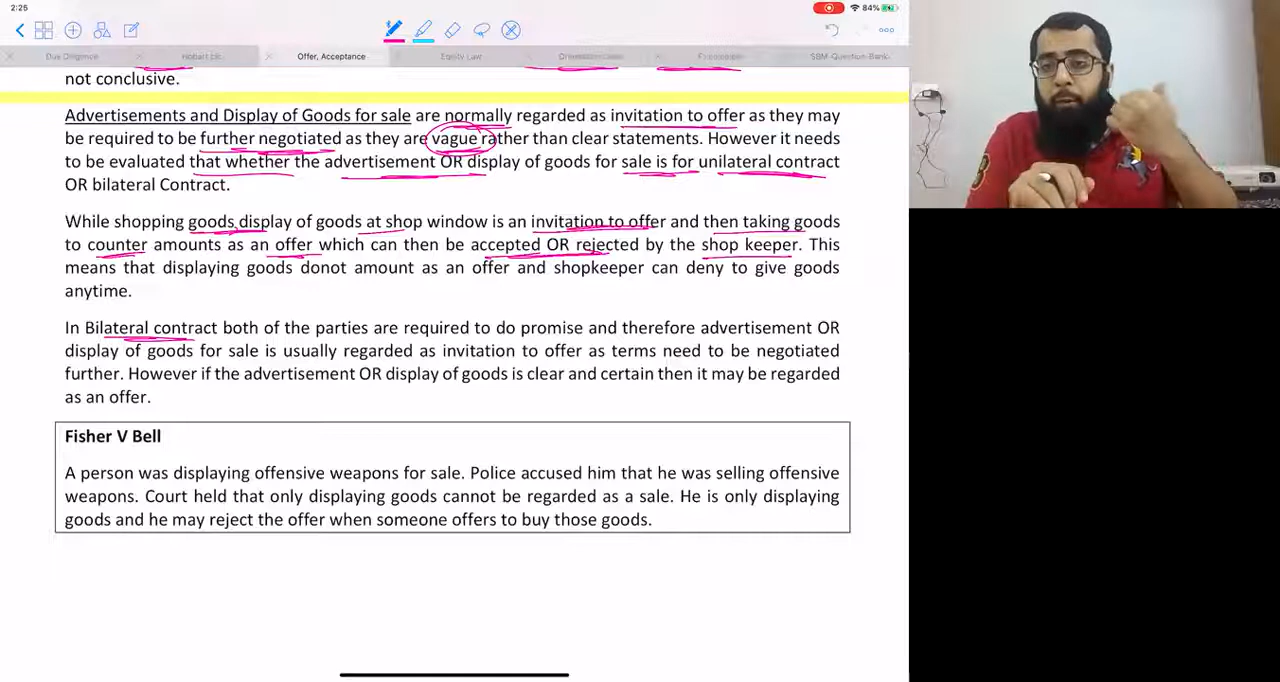 2:25
84%
Due Diligence
Hobart plc
Offer, Acceptance
Equity Law
SBM-Question-Bank-
not conclusive.
Advertisements and Display of Goods for sale are normally regarded as invitation to offer as they may
be required to be further negotiated as they are vague rather than clear statements. However it needs
to be evaluated that whether the advertisement OR display of goods for sale is for unilateral contract
OR bilateral Contract.
While shopping goods display of goods at shop window is an invitation to offer and then taking goods
to counter amounts as an offer which can then be accepted OR rejected by the shop keeper. This
means that displaying goods donot amount as an offer and shopkeeper can deny to give goods
anytime.
In Bilateral contract both of the parties are required to do promise and therefore advertisement OR
display of goods for sale is usually regarded as invitation to offer as terms need to be negotiated
further. However if the advertisement OR display of goods is clear and certain then it may be regarded
as an offer.
Fisher V Bell
A person was displaying offensive weapons for sale. Police accused him that he was selling offensive
weapons. Court held that only displaying goods cannot be regarded as a sale. He is only displaying
goods and he may reject the offer when someone offers to buy those goods.